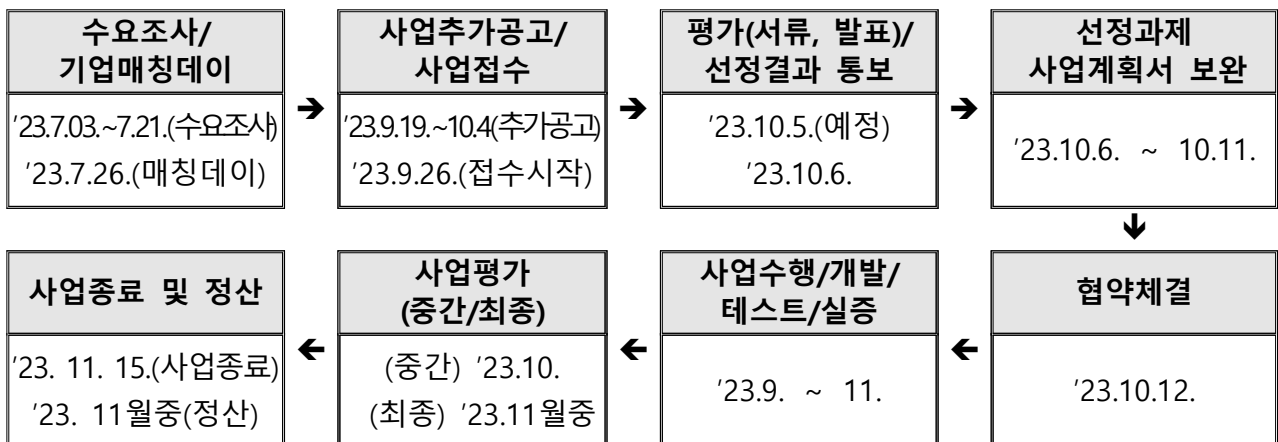 수요조사/
기업매칭데이
'23.7.03.~7.21.(수요조사)
'23.7.26.(매칭데이)
➔
사업추가공고/
사업접수
'23.9.19.~10.4(추가공고)
'23.9.26.(접수시작)
➔
평가(서류, 발표)/
선정결과 통보
'23.10.5.(예정)
'23.10.6.
➔
선정과제
사업계획서 보완
'23.10.6. ~ 10.11.
🡻
협약체결
'23.10.12.
🡸
사업수행/개발/
테스트/실증
'23.9. ~ 11.
🡸
사업평가
(중간/최종)
(중간) '23.10.
(최종) '23.11월중
🡸
사업종료 및 정산
'23. 11. 15.(사업종료)
'23. 11월중(정산)